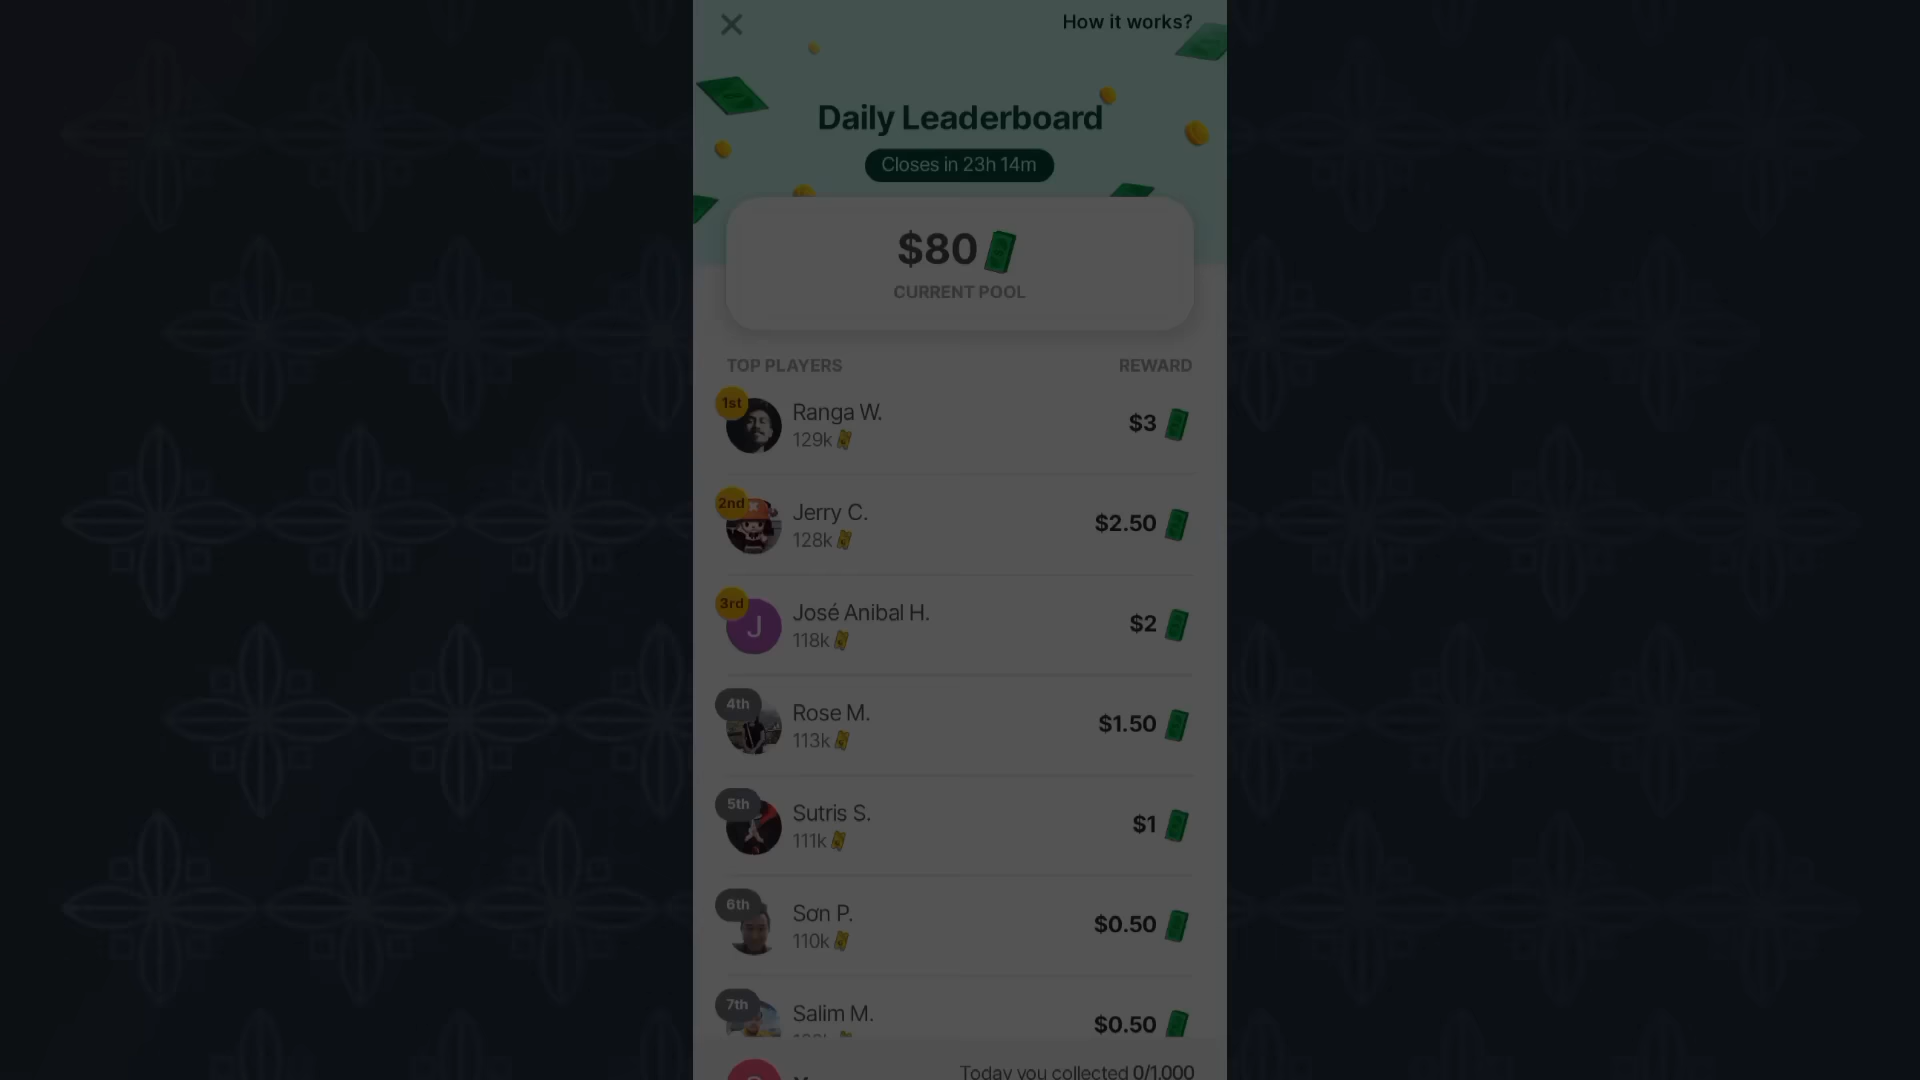 How it works?
Daily Leaderboard
Closes in 23h 14m
$80
CURRENT POOL
TOP PLAYERS REWARD
1st Ranga W. $3
129k
2nd Jerry C. $2.50
128k
3rd J José Anibal H. $2
118k
4th Rose M. $1.50
113k
5th Sutris S. $1
111k
6th Sơn P. $0.50
110k
7th Salim M. $0.50
Today you collected 0/1,000